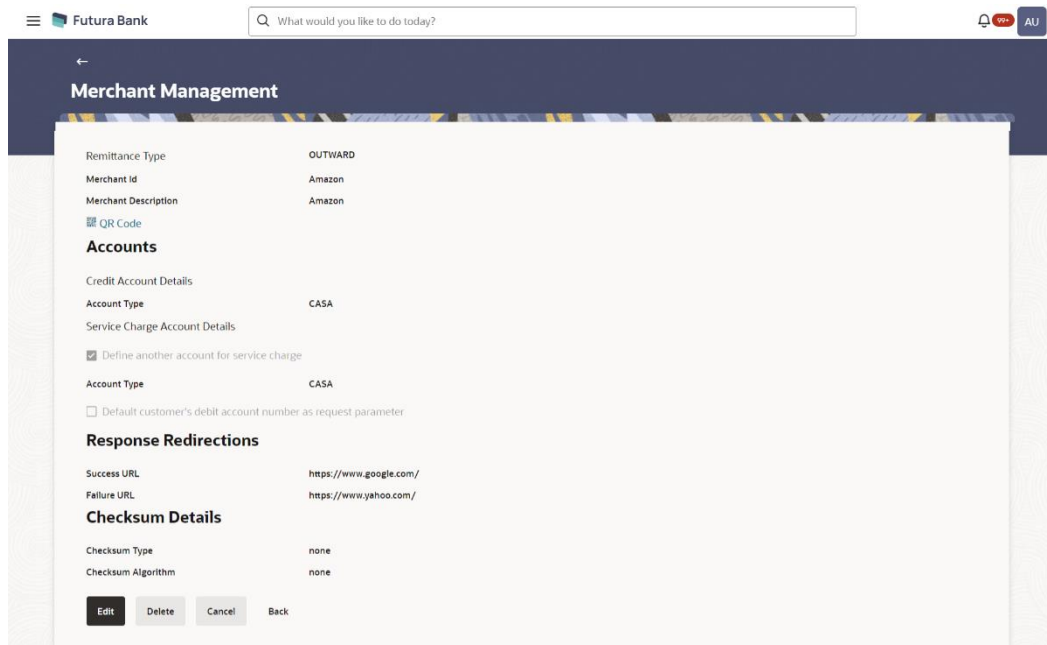 Futura Bank
What would you like to do today?
99+
AU
Merchant Management
Remittance Type OUTWARD
Merchant Id Amazon
Merchant Description Amazon
QR Code
Accounts
Credit Account Details
Account Type CASA
Service Charge Account Details
Define another account for service charge
Account Type CASA
Default customer's debit account number as request parameter
Response Redirections
Success URL https://www.google.com/
Failure URL https://www.yahoo.com/
Checksum Details
Checksum Type none
Checksum Algorithm none
Edit Delete Cancel Back